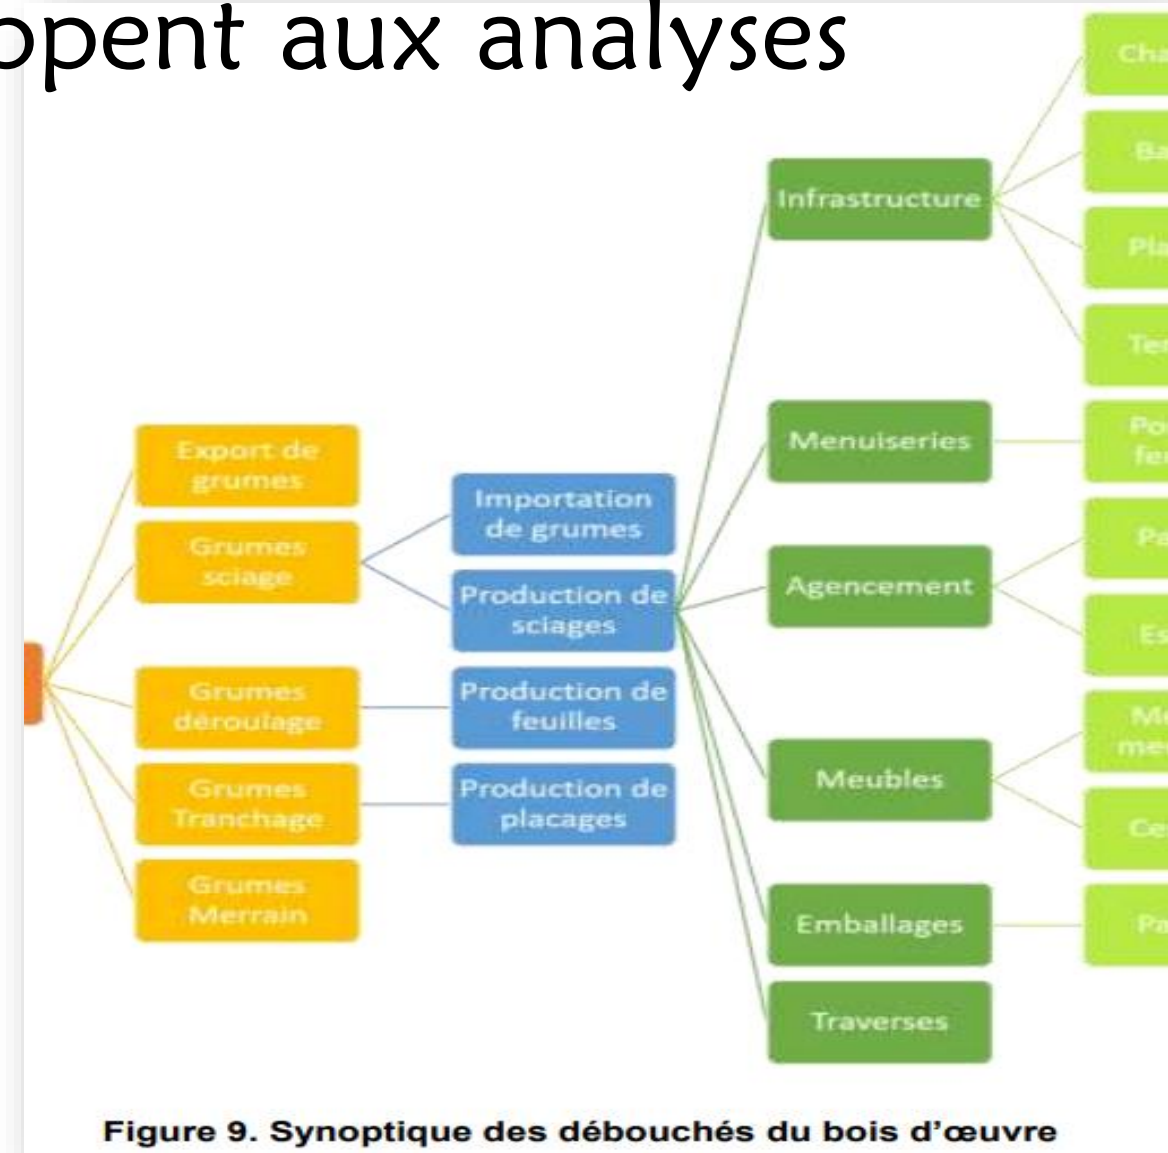 opent aux analyses
Infrastructure
Menuiseries
Export de
grumes
Importation
de grumes
Grumes
sciage
Agencement
Production de
sciages
Grumes
déroulage
Production de
feuilles
Meubles
Grumes
Tranchage
Production de
placages
Grumes
Merrain
Emballages
Traverses
Figure 9. Synoptique des débouchés du bois d'œuvre